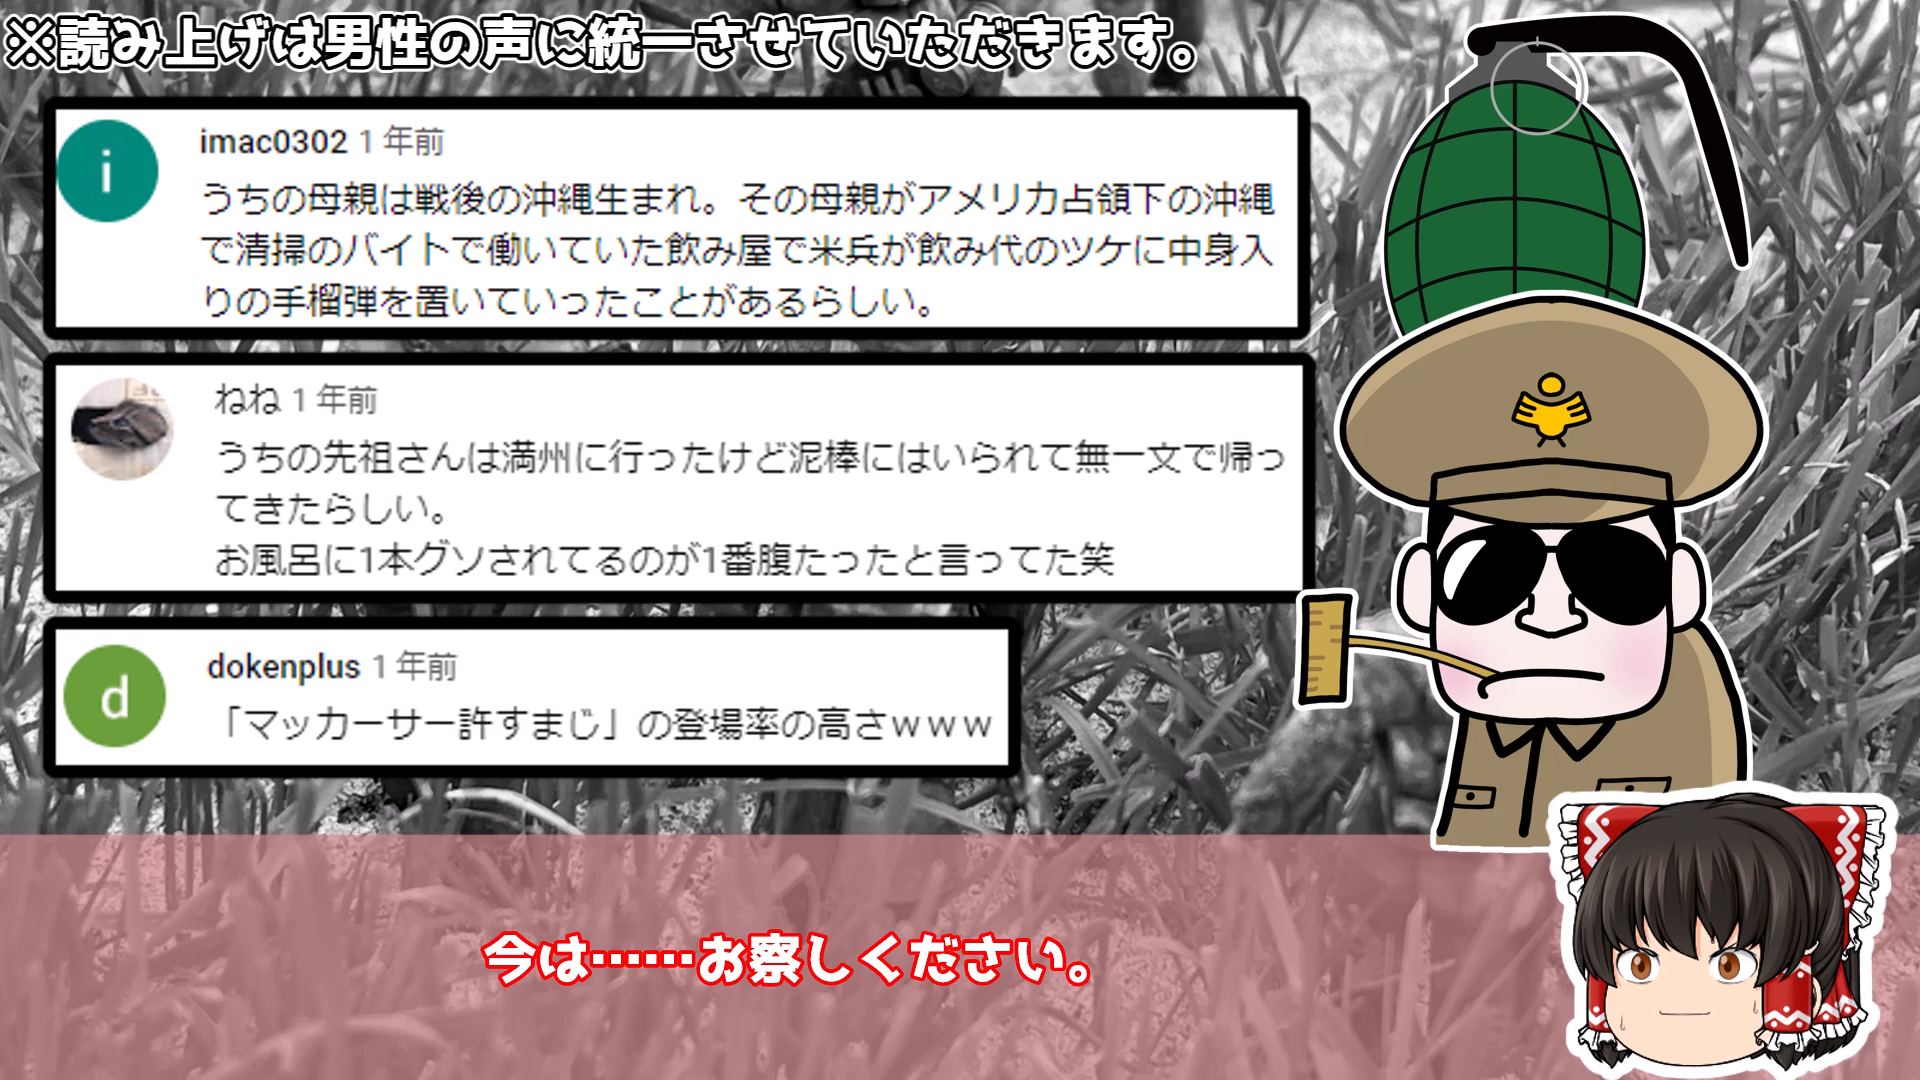 ※読み上げは男性の声に統一させていただきます。
i
imac0302 1 年前
うちの母親は戦後の沖縄生まれ。その母親がアメリカ占領下の沖縄
で清掃のバイトで働いていた飲み屋で米兵が飲み代のツケに中身入
りの手榴弾を置いていったことがあるらしい。
ねね 1 年前
うちの先祖さんは満州に行ったけど泥棒にはいられて無一文で帰っ
てきたらしい。
お風呂に1本グソされてるのが1番腹たったと言ってた笑
d
dokenplus 1 年前
「マッカーサー許すまじ」の登場率の高さｗｗｗ
今は……お察しください。